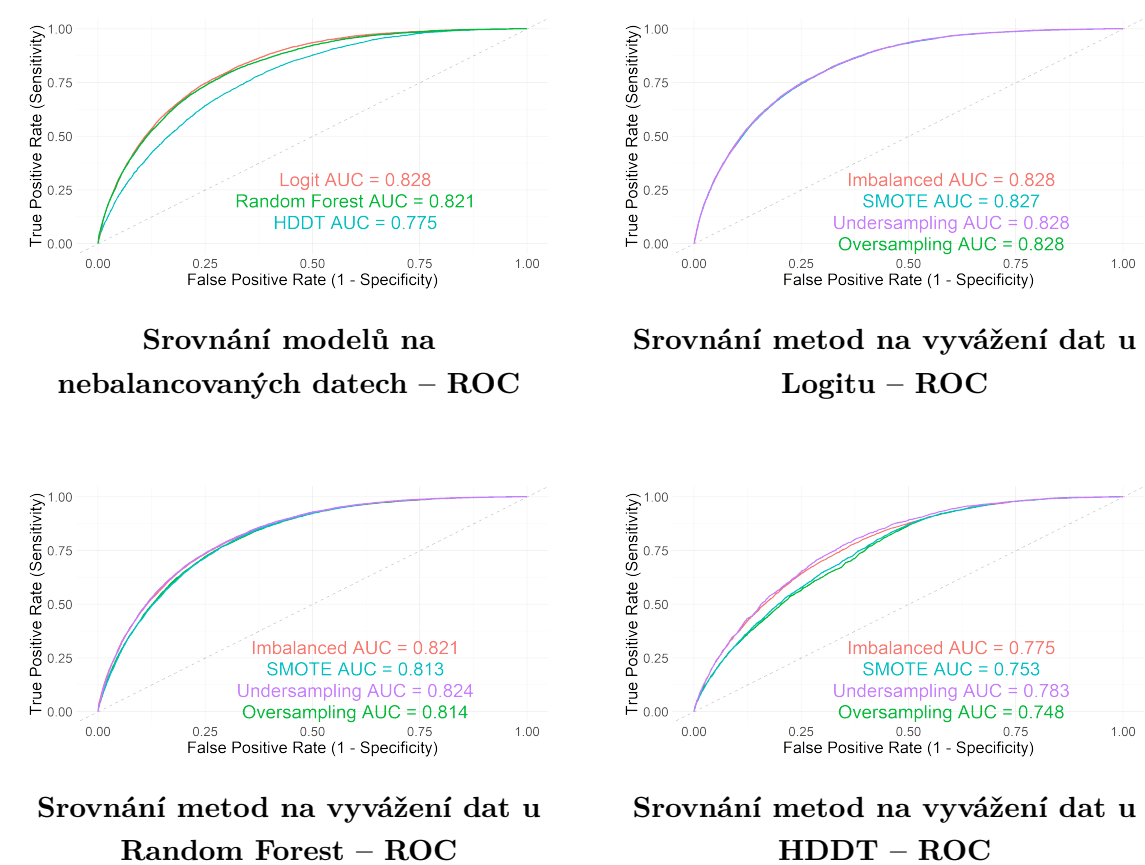 True Positive Rate (Sensitivity)
1.00
0.75
0.50
0.25
0.00
Logit AUC = 0.828
Random Forest AUC = 0.821
HDDT AUC = 0.775
0.00 0.25 0.50 0.75 1.00
False Positive Rate (1 - Specificity)
Srovnání modelů na
nebalancovaných datech – ROC
True Positive Rate (Sensitivity)
1.00
0.75
0.50
0.25
0.00
Imbalanced AUC = 0.828
SMOTE AUC = 0.827
Undersampling AUC = 0.828
Oversampling AUC = 0.828
0.00 0.25 0.50 0.75 1.00
False Positive Rate (1 - Specificity)
Srovnání metod na vyvážení dat u
Logitu – ROC
True Positive Rate (Sensitivity)
1.00
0.75
0.50
0.25
0.00
Imbalanced AUC = 0.821
SMOTE AUC = 0.813
Undersampling AUC = 0.824
Oversampling AUC = 0.814
0.00 0.25 0.50 0.75 1.00
False Positive Rate (1 - Specificity)
Srovnání metod na vyvážení dat u
Random Forest – ROC
True Positive Rate (Sensitivity)
1.00
0.75
0.50
0.25
0.00
Imbalanced AUC = 0.775
SMOTE AUC = 0.753
Undersampling AUC = 0.783
Oversampling AUC = 0.748
0.00 0.25 0.50 0.75 1.00
False Positive Rate (1 - Specificity)
Srovnání metod na vyvážení dat u
HDDT – ROC